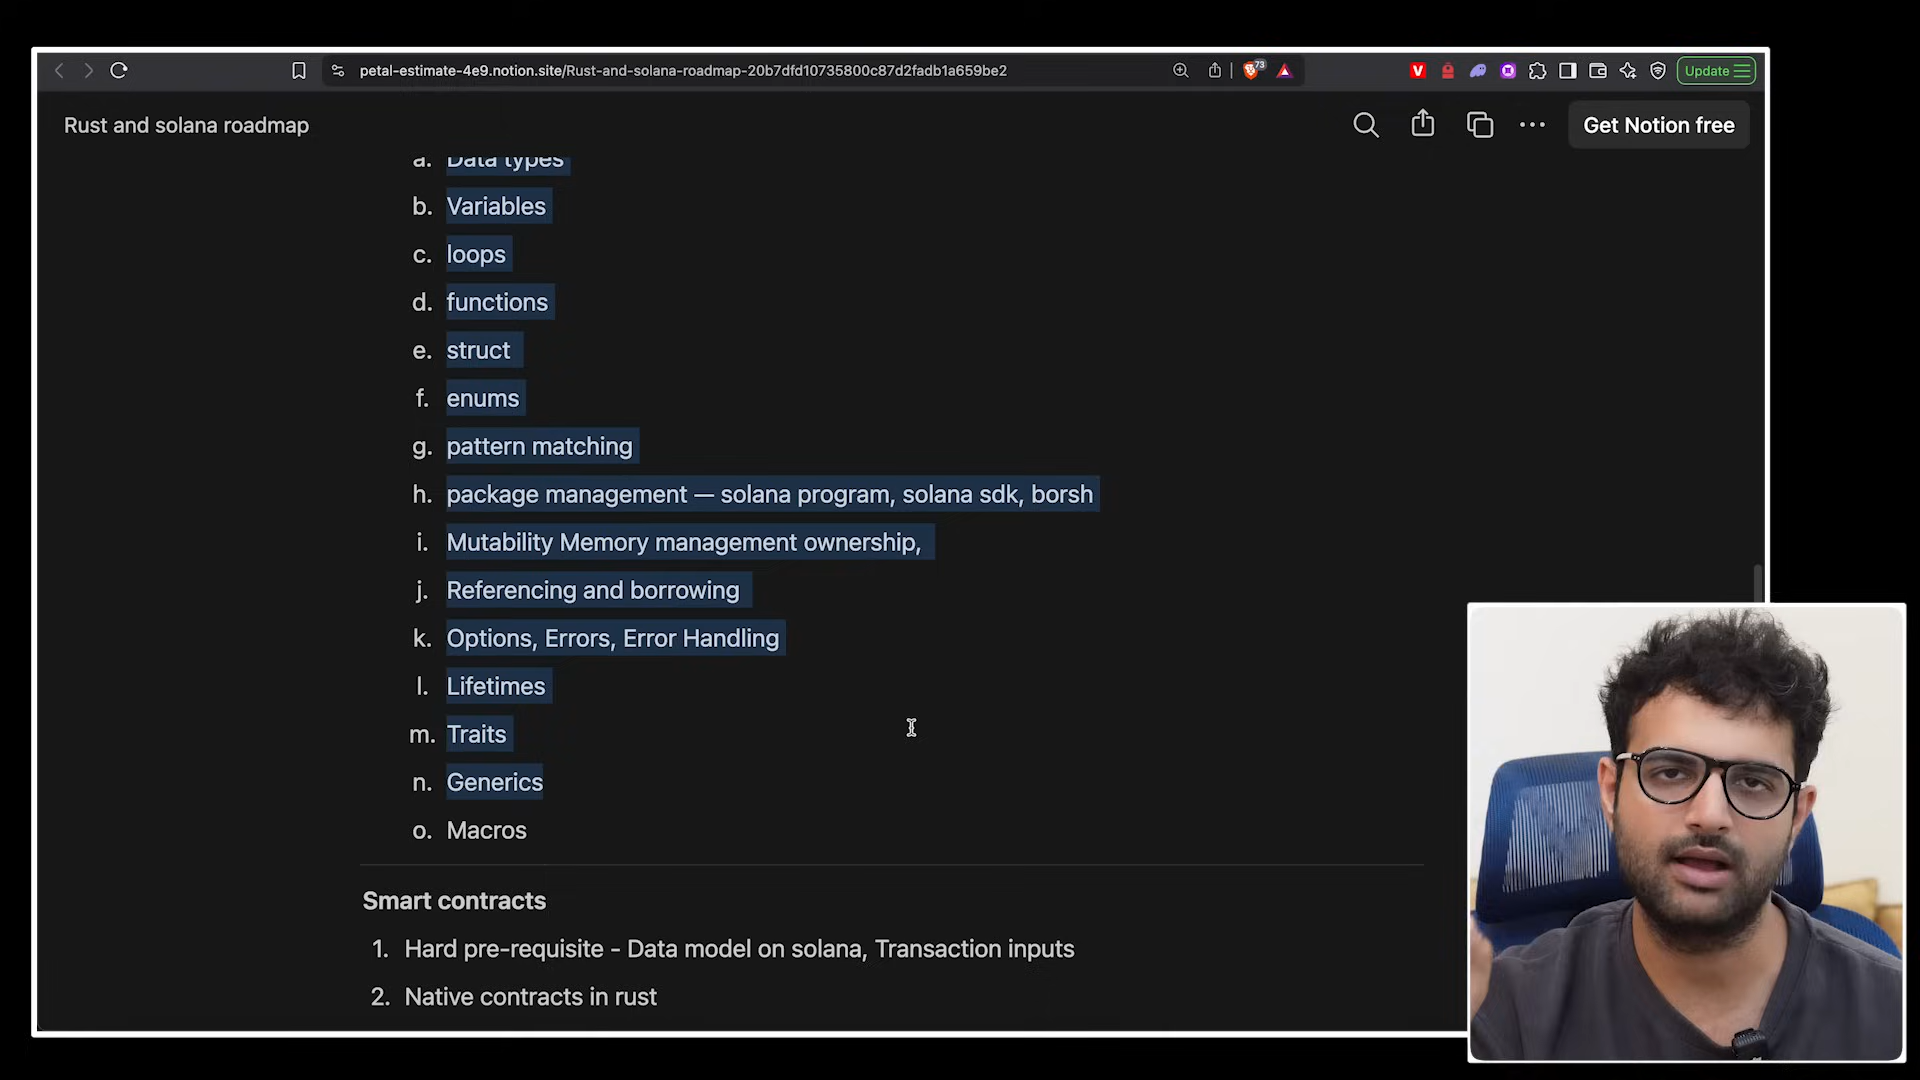 petal-estimate-4e9.notion.site/Rust-and-solana-roadmap-20b7dfd10735800c87d2fadb1a659be2
73
V
Update
Rust and solana roadmap
Get Notion free
a. Data types
b. Variables
c. loops
d. functions
e. struct
f. enums
g. pattern matching
h. package management — solana program, solana sdk, borsh
i. Mutability Memory management ownership,
j. Referencing and borrowing
k. Options, Errors, Error Handling
l. Lifetimes
m. Traits
n. Generics
o. Macros
Smart contracts
1. Hard pre-requisite - Data model on solana, Transaction inputs
2. Native contracts in rust